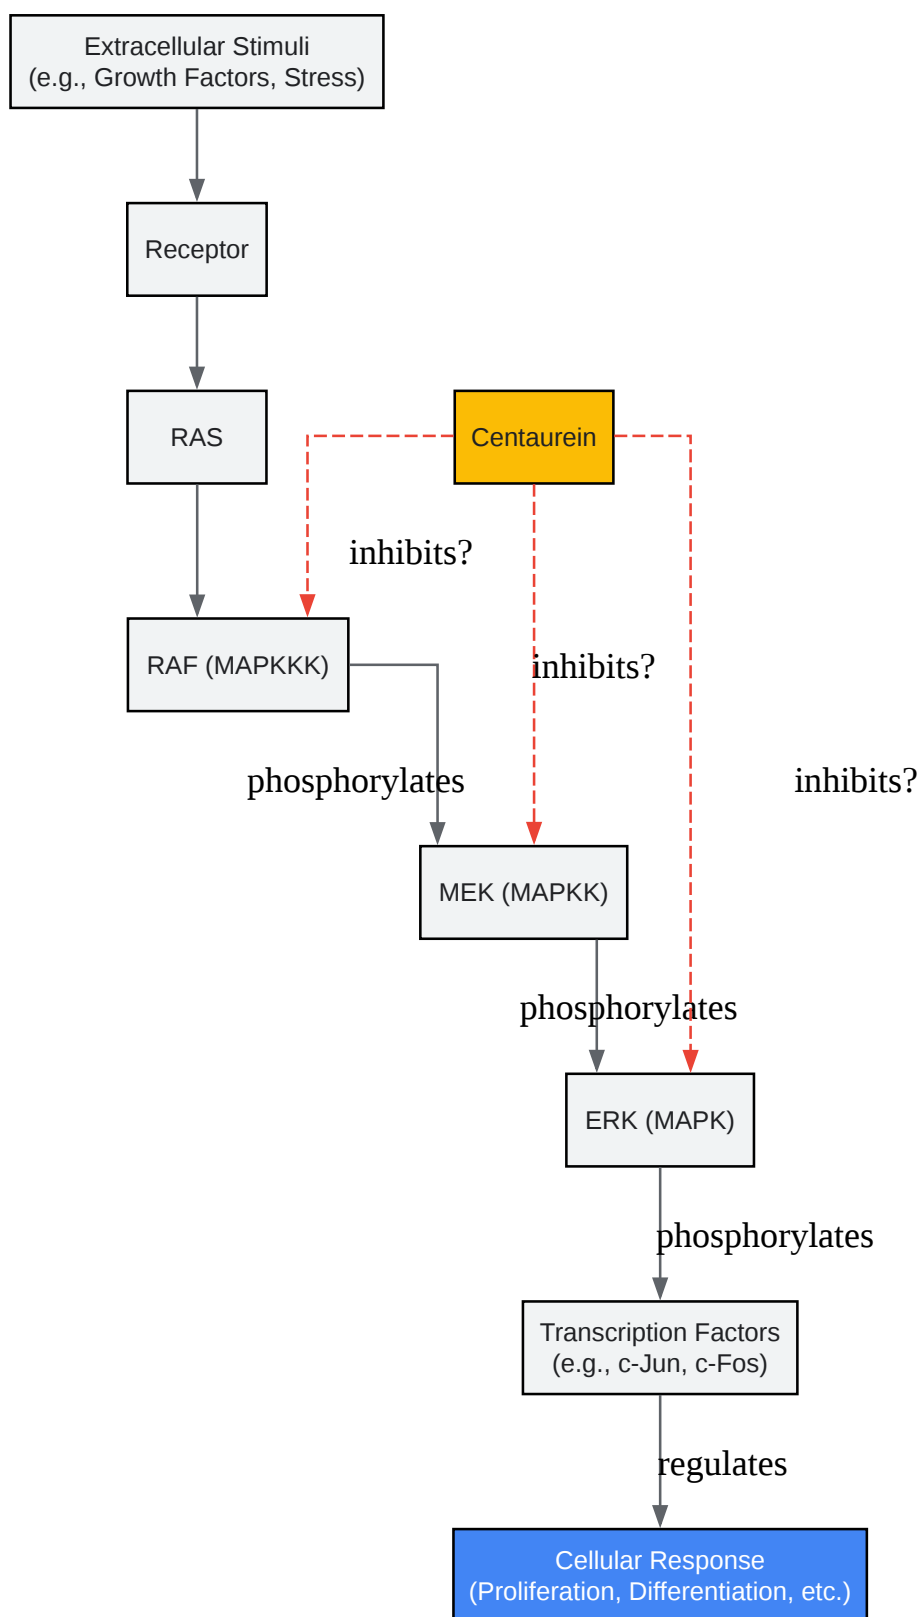 Extracellular Stimuli
(e.g., Growth Factors, Stress)
Receptor
RAS
Centaurein
inhibits?
RAF (MAPKKK)
inhibits?
phosphorylates
inhibits?
MEK (MAPKK)
phosphorylates
ERK (MAPK)
phosphorylates
Transcription Factors
(e.g., c-Jun, c-Fos)
regulates
Cellular Response
(Proliferation, Differentiation, etc.)